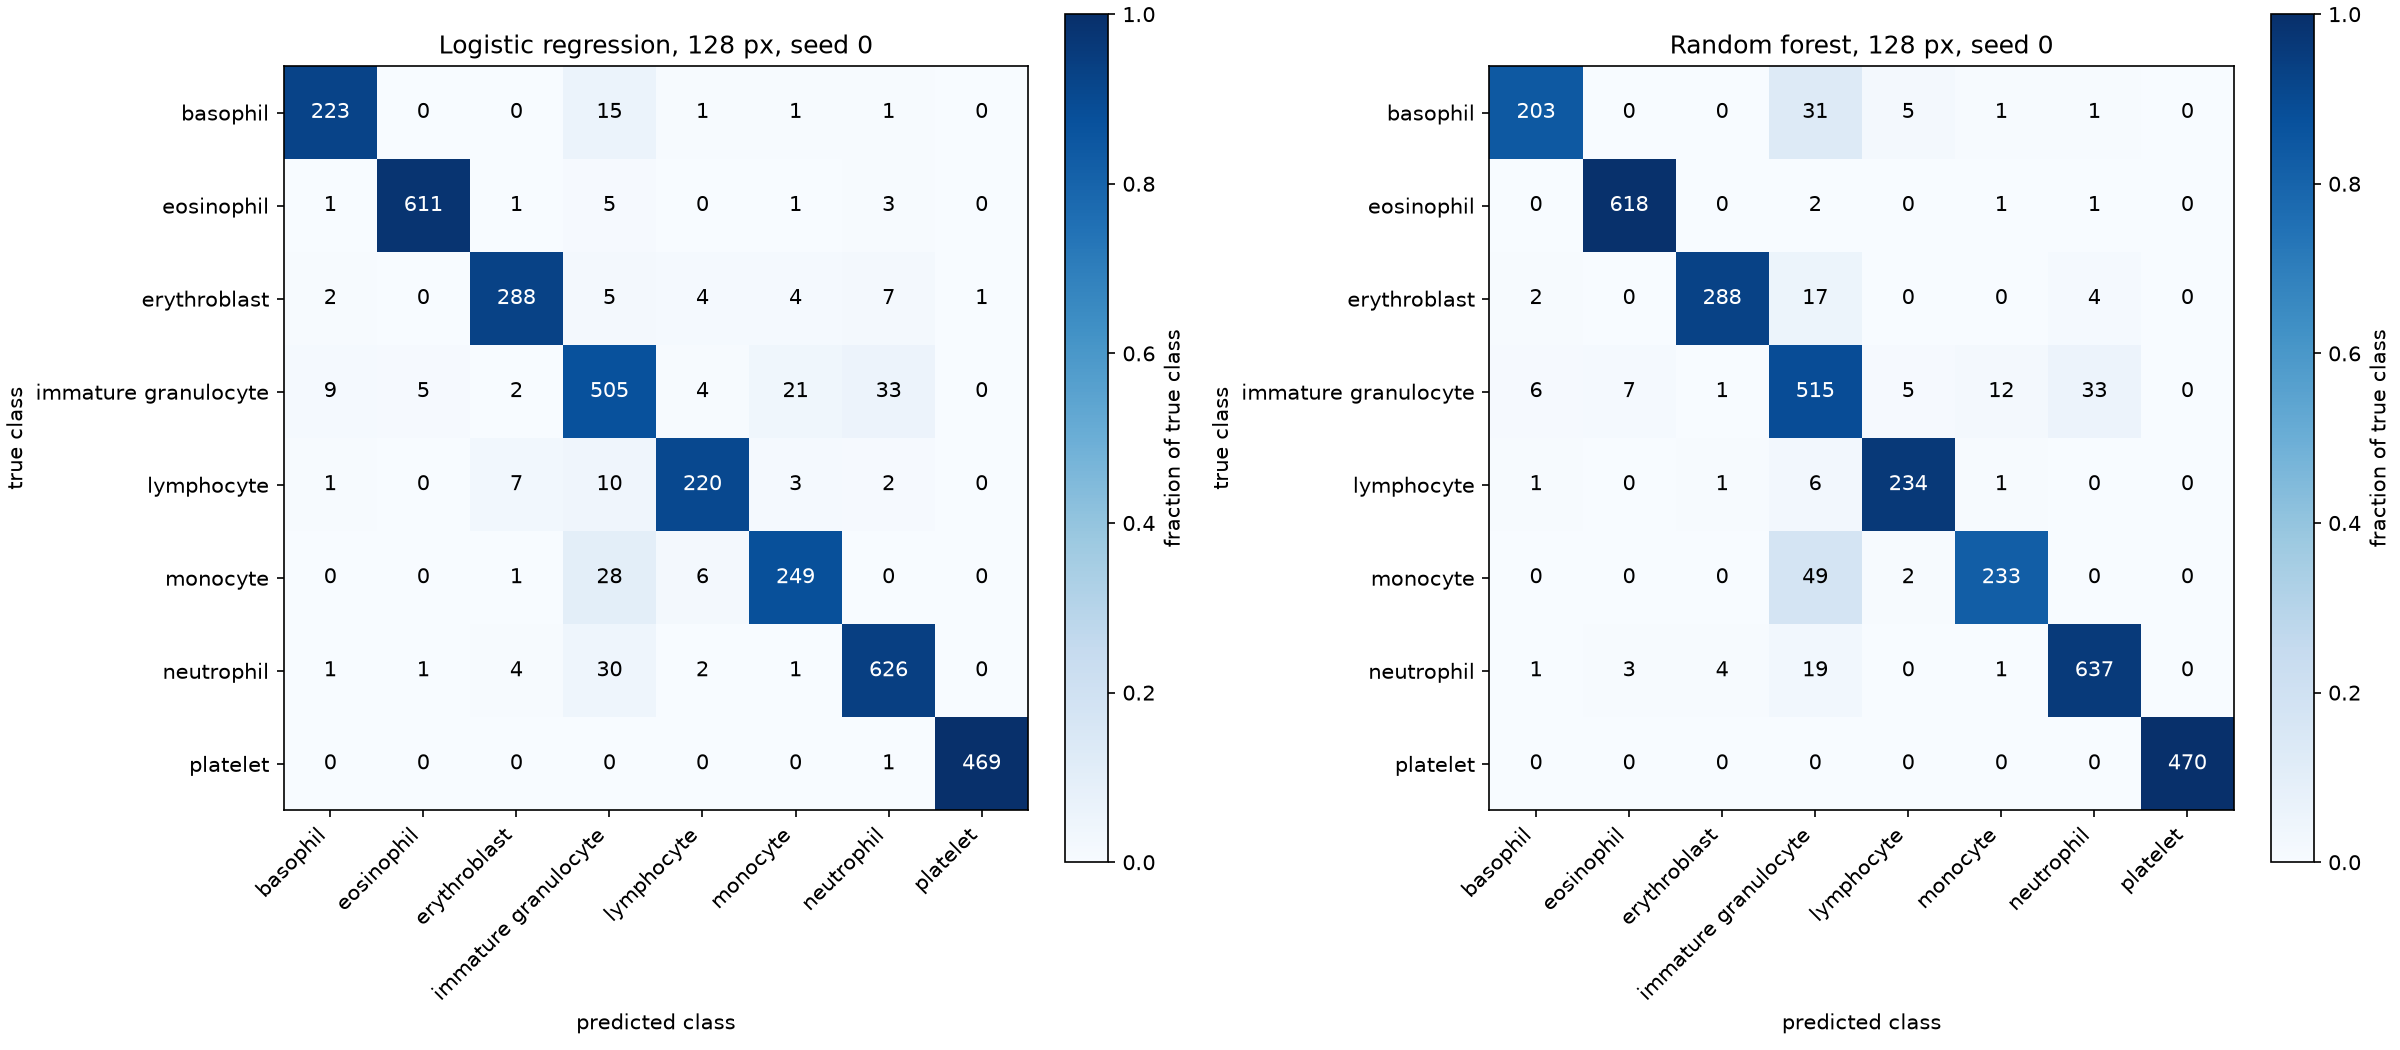 Logistic regression, 128 px, seed 0
true class
basophil 223 0 0 15 1 1 1 0
eosinophil 1 611 1 5 0 1 3 0
erythroblast 2 0 288 5 4 4 7 1
immature granulocyte 9 5 2 505 4 21 33 0
lymphocyte 1 0 7 10 220 3 2 0
monocyte 0 0 1 28 6 249 0 0
neutrophil 1 1 4 30 2 1 626 0
platelet 0 0 0 0 0 0 1 469
basophil eosinophil erythroblast immature granulocyte lymphocyte monocyte neutrophil platelet
predicted class
1.0
0.8
0.6
0.4
0.2
0.0
fraction of true class
Random forest, 128 px, seed 0
true class
basophil 203 0 0 31 5 1 1 0
eosinophil 0 618 0 2 0 1 1 0
erythroblast 2 0 288 17 0 0 4 0
immature granulocyte 6 7 1 515 5 12 33 0
lymphocyte 1 0 1 6 234 1 0 0
monocyte 0 0 0 49 2 233 0 0
neutrophil 1 3 4 19 0 1 637 0
platelet 0 0 0 0 0 0 0 470
basophil eosinophil erythroblast immature granulocyte lymphocyte monocyte neutrophil platelet
predicted class
1.0
0.8
0.6
0.4
0.2
0.0
fraction of true class